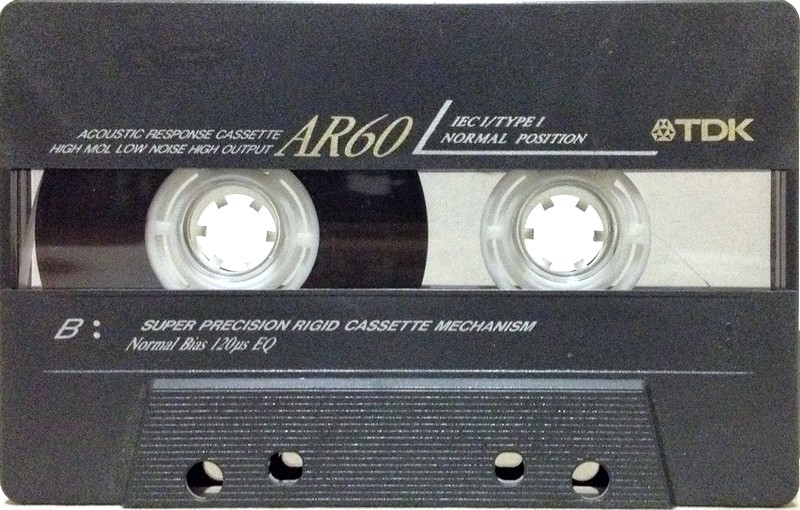 ACOUSTIC RESPONSE CASSETTE
HIGH MOL LOW NOISE HIGH OUTPUT
AR60
IEC I/TYPE I
NORMAL POSITION
TDK
B:
SUPER PRECISION RIGID CASSETTE MECHANISM
Normal Bias 120µs EQ